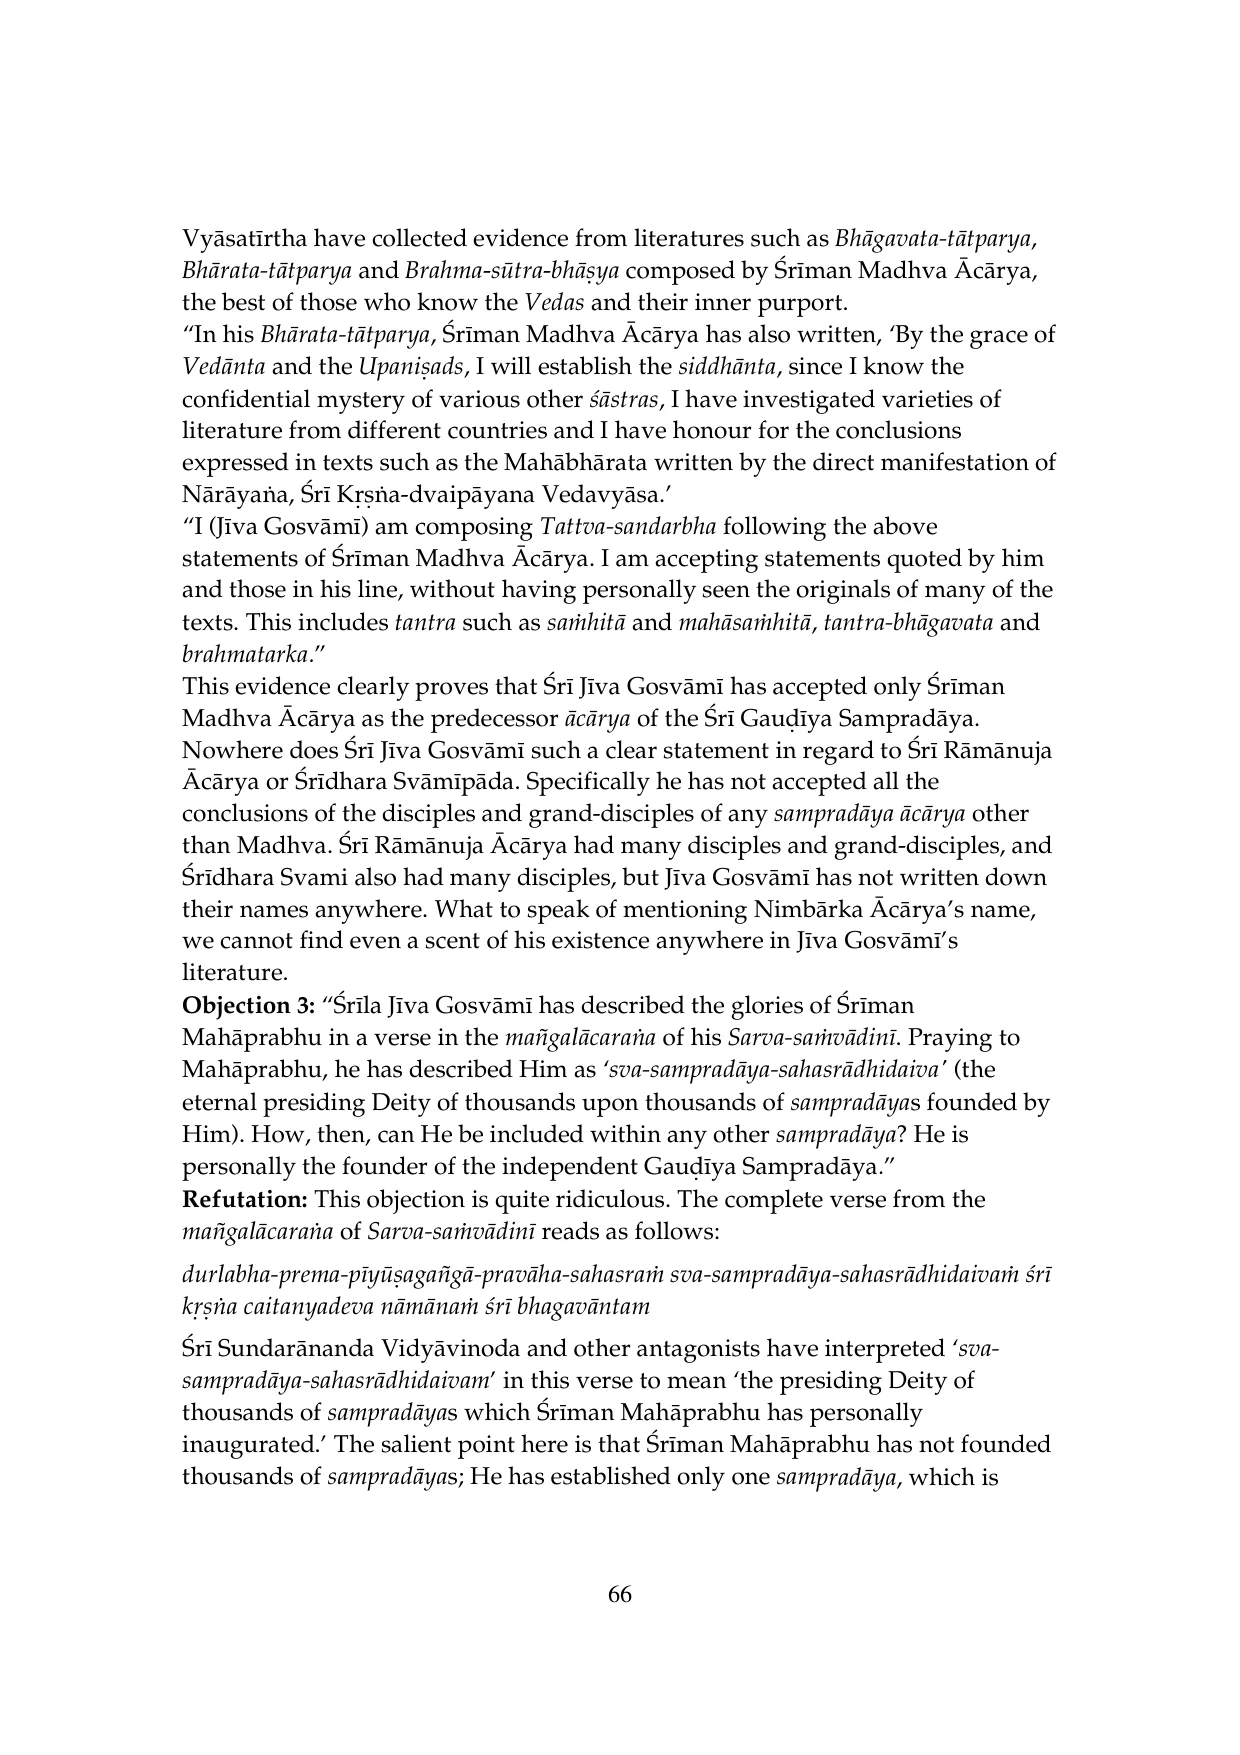 Vyāsatīrtha have collected evidence from literatures such as Bhāgavata-tātparya,
Bhārata-tātparya and Brahma-sūtra-bhāṣya composed by Śrīman Madhva Ācārya,
the best of those who know the Vedas and their inner purport.
“In his Bhārata-tātparya, Śrīman Madhva Ācārya has also written, ‘By the grace of
Vedānta and the Upaniṣads, I will establish the siddhānta, since I know the
confidential mystery of various other śāstras, I have investigated varieties of
literature from different countries and I have honour for the conclusions
expressed in texts such as the Mahābhārata written by the direct manifestation of
Nārāyaṅa, Śrī Kṛṣṅa-dvaipāyana Vedavyāsa.’
“I (Jīva Gosvāmī) am composing Tattva-sandarbha following the above
statements of Śrīman Madhva Ācārya. I am accepting statements quoted by him
and those in his line, without having personally seen the originals of many of the
texts. This includes tantra such as saṁhitā and mahāsaṁhitā, tantra-bhāgavata and
brahmatarka.”
This evidence clearly proves that Śrī Jīva Gosvāmī has accepted only Śrīman
Madhva Ācārya as the predecessor ācārya of the Śrī Gauḍīya Sampradāya.
Nowhere does Śrī Jīva Gosvāmī such a clear statement in regard to Śrī Rāmānuja
Ācārya or Śrīdhara Svāmīpāda. Specifically he has not accepted all the
conclusions of the disciples and grand-disciples of any sampradāya ācārya other
than Madhva. Śrī Rāmānuja Ācārya had many disciples and grand-disciples, and
Śrīdhara Svami also had many disciples, but Jīva Gosvāmī has not written down
their names anywhere. What to speak of mentioning Nimbārka Ācārya’s name,
we cannot find even a scent of his existence anywhere in Jīva Gosvāmī’s
literature.
Objection 3: “Śrīla Jīva Gosvāmī has described the glories of Śrīman
Mahāprabhu in a verse in the mañgalācaraṅa of his Sarva-saṁvādinī. Praying to
Mahāprabhu, he has described Him as ‘sva-sampradāya-sahasrādhidaiva’ (the
eternal presiding Deity of thousands upon thousands of sampradāyas founded by
Him). How, then, can He be included within any other sampradāya? He is
personally the founder of the independent Gauḍīya Sampradāya.”
Refutation: This objection is quite ridiculous. The complete verse from the
mañgalācaraṅa of Sarva-saṁvādinī reads as follows:
durlabha-prema-pīyūṣagañgā-pravāha-sahasraṁ sva-sampradāya-sahasrādhidaivaṁ śrī
kṛṣṅa caitanyadeva nāmānaṁ śrī bhagavāntam
Śrī Sundarānanda Vidyāvinoda and other antagonists have interpreted ‘sva-
sampradāya-sahasrādhidaivam’ in this verse to mean ‘the presiding Deity of
thousands of sampradāyas which Śrīman Mahāprabhu has personally
inaugurated.’ The salient point here is that Śrīman Mahāprabhu has not founded
thousands of sampradāyas; He has established only one sampradāya, which is
66